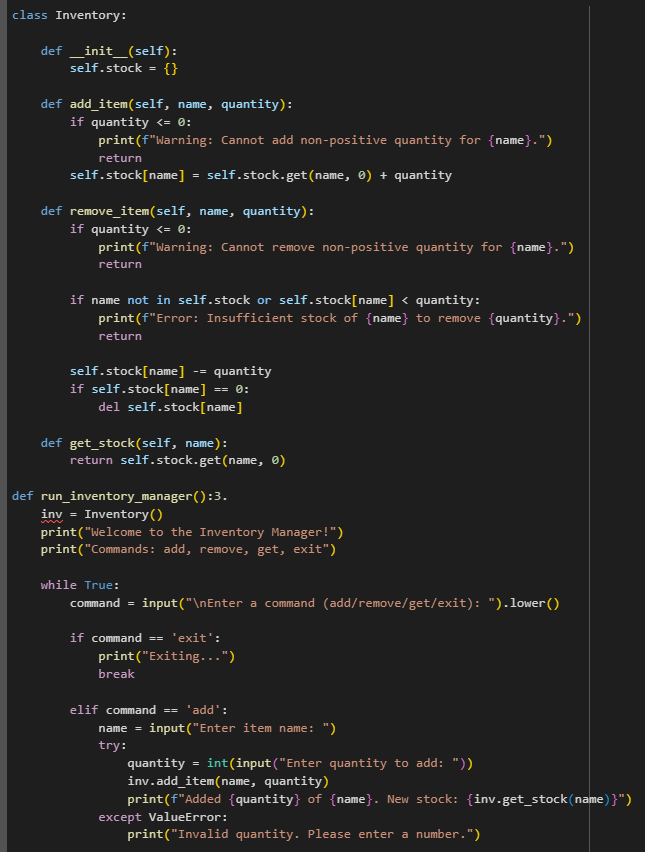 class Inventory:

    def __init__(self):
        self.stock = {}

    def add_item(self, name, quantity):
        if quantity <= 0:
            print(f"Warning: Cannot add non-positive quantity for {name}.")
            return
        self.stock[name] = self.stock.get(name, 0) + quantity

    def remove_item(self, name, quantity):
        if quantity <= 0:
            print(f"Warning: Cannot remove non-positive quantity for {name}.")
            return

        if name not in self.stock or self.stock[name] < quantity:
            print(f"Error: Insufficient stock of {name} to remove {quantity}.")
            return

        self.stock[name] -= quantity
        if self.stock[name] == 0:
            del self.stock[name]

    def get_stock(self, name):
        return self.stock.get(name, 0)

def run_inventory_manager():3.
    inv = Inventory()
    print("Welcome to the Inventory Manager!")
    print("Commands: add, remove, get, exit")

    while True:
        command = input("\nEnter a command (add/remove/get/exit): ").lower()

        if command == 'exit':
            print("Exiting...")
            break

        elif command == 'add':
            name = input("Enter item name: ")
            try:
                quantity = int(input("Enter quantity to add: "))
                inv.add_item(name, quantity)
                print(f"Added {quantity} of {name}. New stock: {inv.get_stock(name)}")
            except ValueError:
                print("Invalid quantity. Please enter a number.")